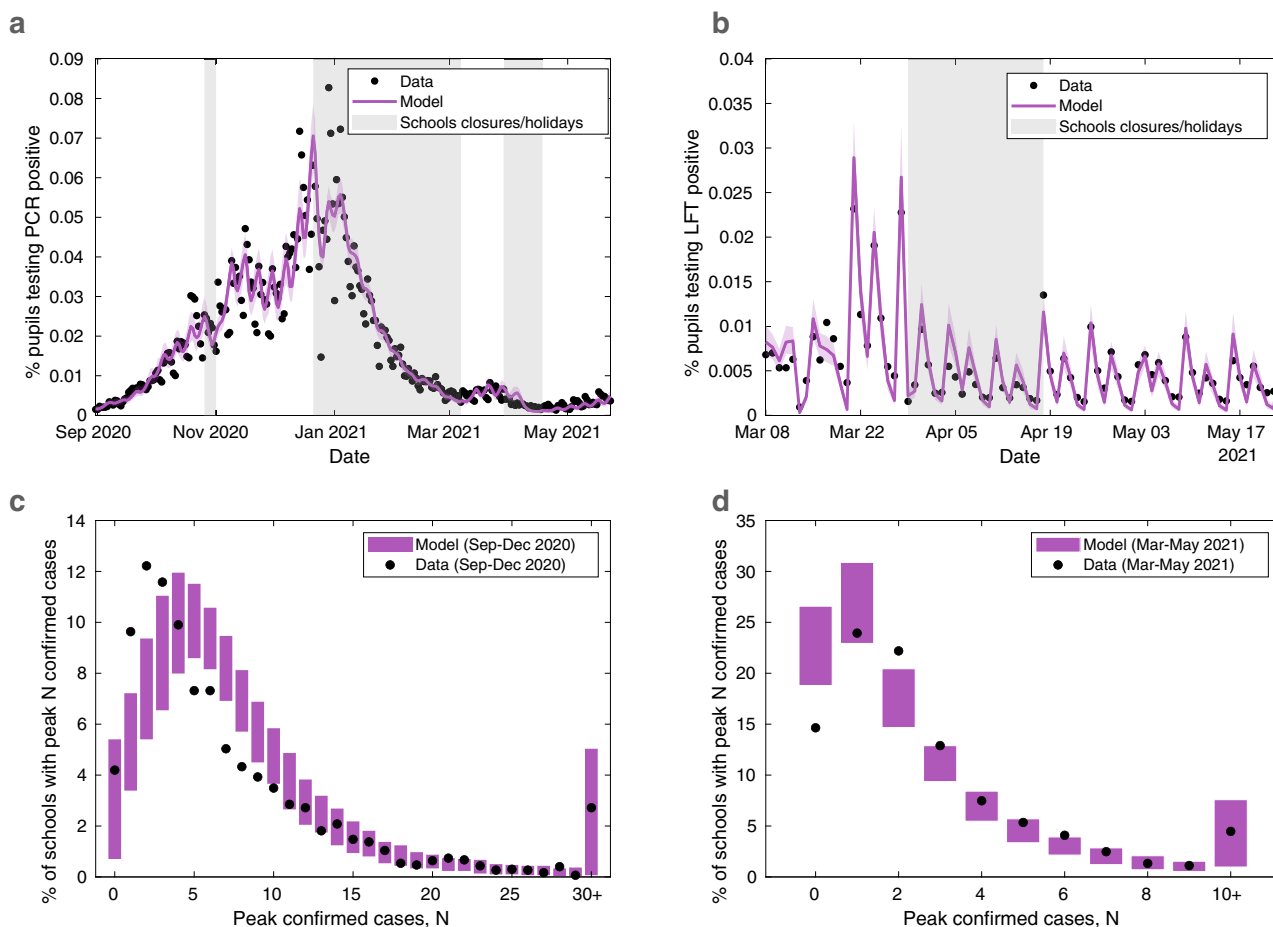 a
% pupils testing PCR positive
0.09
0.08
0.07
0.06
0.05
0.04
0.03
0.02
0.01
0
Data
Model
Schools closures/holidays
Sep 2020
Nov 2020
Jan 2021
Mar 2021
May 2021
Date
b
% pupils testing LFT positive
0.04
0.035
0.03
0.025
0.02
0.015
0.01
0.005
0
Data
Model
Schools closures/holidays
Mar 08
Mar 22
Apr 05
Apr 19
May 03
May 17
2021
Date
c
% of schools with peak N confirmed cases
14
12
10
8
6
4
2
0
Model (Sep-Dec 2020)
Data (Sep-Dec 2020)
0
5
10
15
20
25
30+
Peak confirmed cases, N
d
% of schools with peak N confirmed cases
35
30
25
20
15
10
5
0
Model (Mar-May 2021)
Data (Mar-May 2021)
0
2
4
6
8
10+
Peak confirmed cases, N